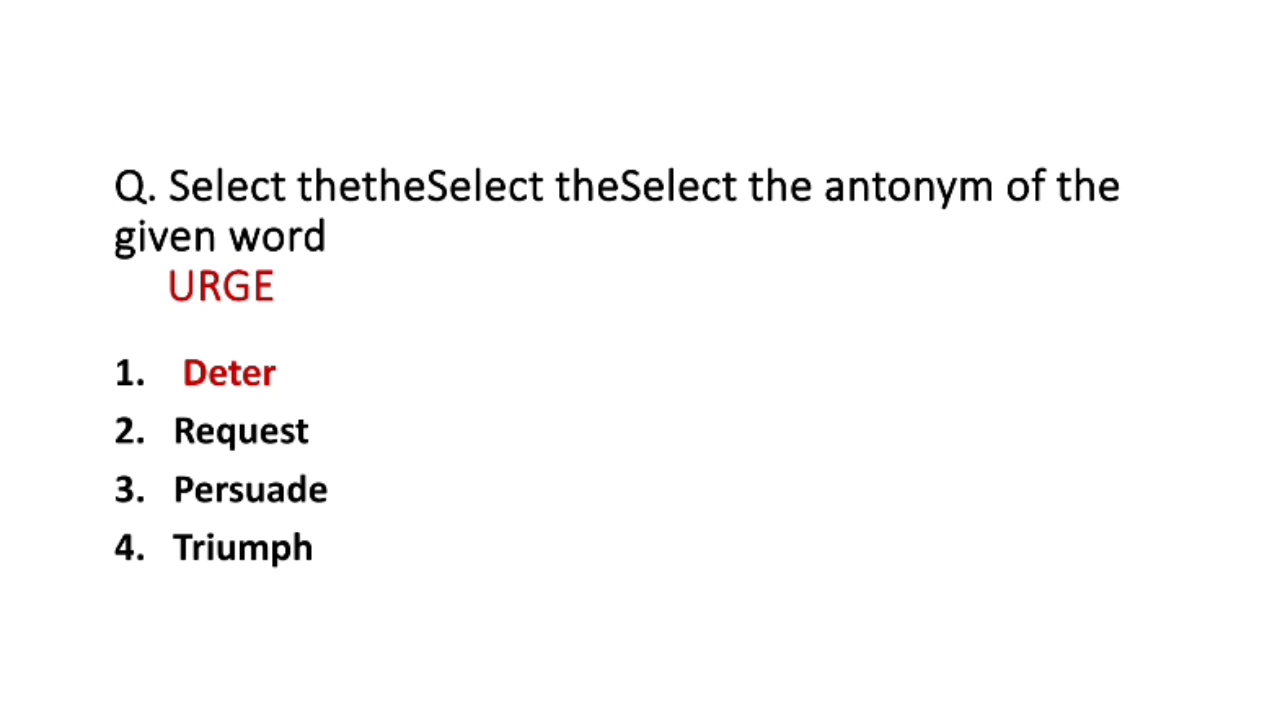 Q. Select thetheSelect theSelect the antonym of the
given word
URGE
1. Deter
2. Request
3. Persuade
4. Triumph